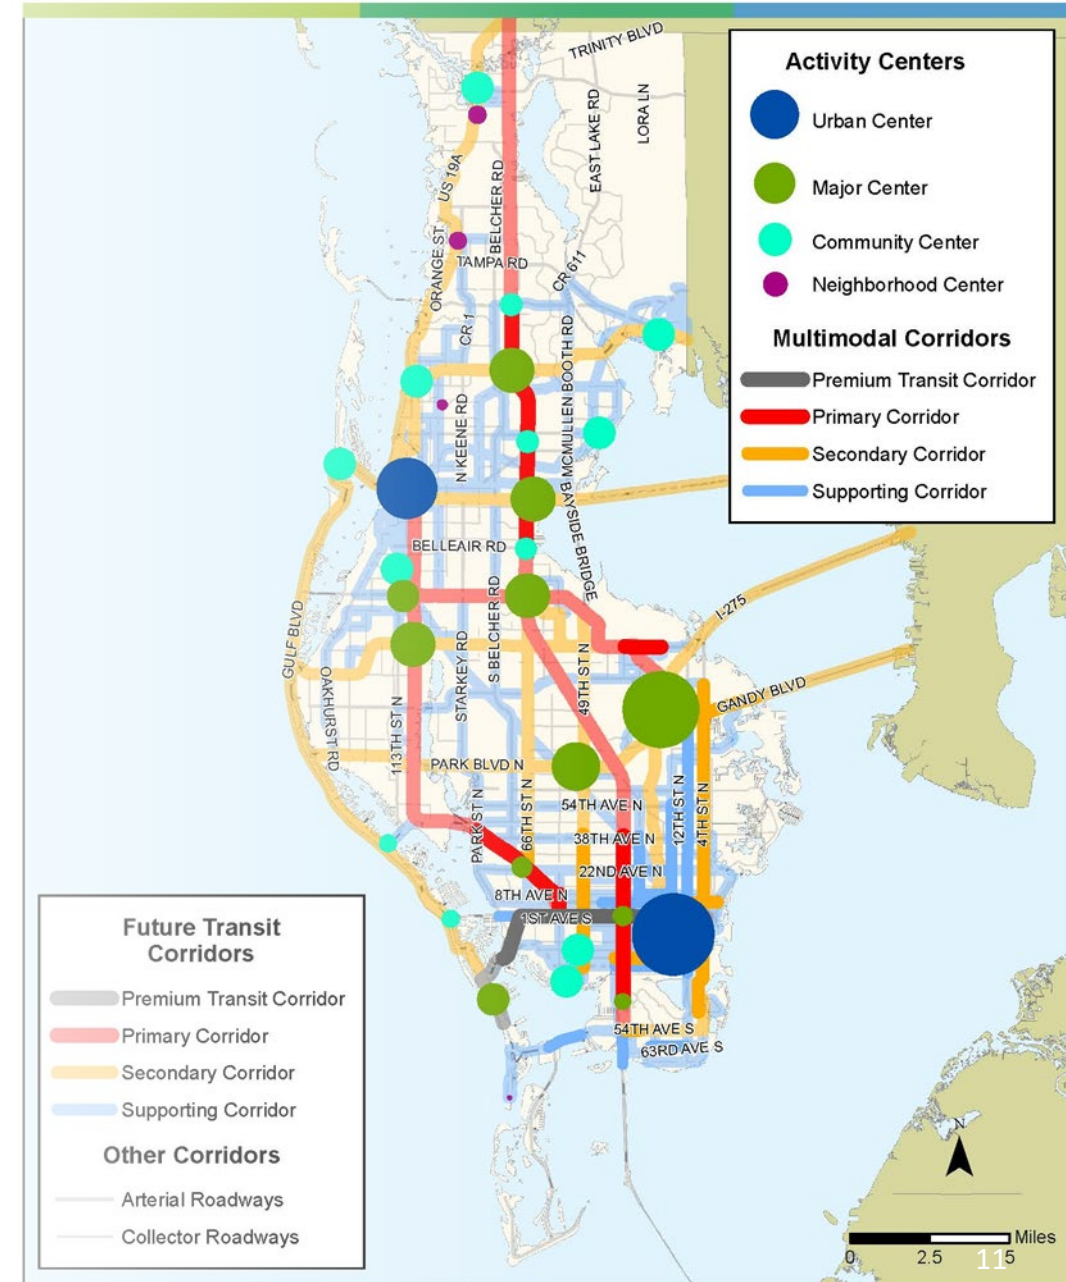 TRINITY BLVD
EAST LAKE RD
LORA LN
US 19A
BELCHER RD
ORANGE ST
TAMPA RD
CR 611
CR 1
N KEENE RD
MCMULLEN BOOTH RD
BAYSIDE BRIDGE
BELLEAIR RD
S BELCHER RD
I-275
GULF BLVD
OAKHURST RD
STARKEY RD
49TH ST N
GANDY BLVD
113TH ST N
PARK BLVD N
PARK ST N
66TH ST N
54TH AVE N
12TH ST N
4TH ST N
38TH AVE N
22ND AVE N
8TH AVE N
1ST AVE S
54TH AVE S
63RD AVE S
Activity Centers
Urban Center
Major Center
Community Center
Neighborhood Center
Multimodal Corridors
Premium Transit Corridor
Primary Corridor
Secondary Corridor
Supporting Corridor
Future Transit
Corridors
Premium Transit Corridor
Primary Corridor
Secondary Corridor
Supporting Corridor
Other Corridors
Arterial Roadways
Collector Roadways
N
Miles
0 2.5 5
11